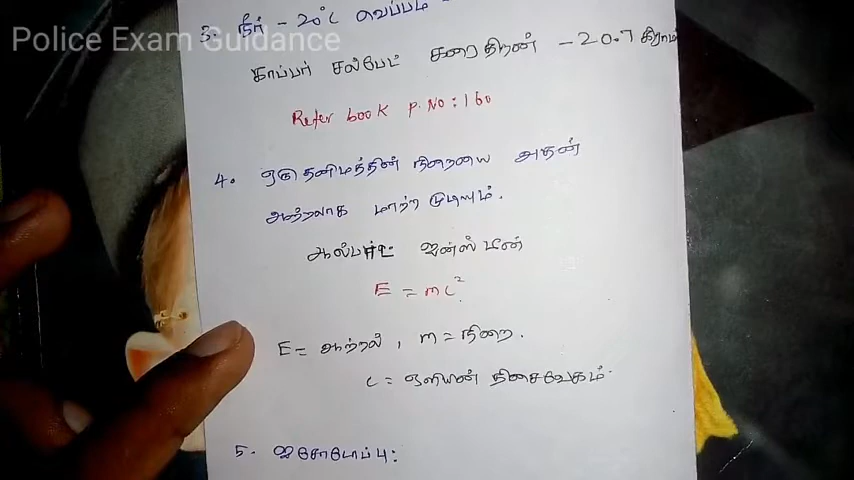 Police Exam Guidance
3. நீர் - 20°C வெப்பம் -
காப்பர் சல்பேட் கரைதிறன் - 20.7 கிராம்
Refer book P.No : 160
4. ஒரு தனிமத்தின் நிறையை அதன்
ஆற்றலாக மாற்ற முடியும்.
ஆல்பர்ட் ஐன்ஸ்டீன்
E = mc²
E = ஆற்றல் , m = நிறை.
c = ஒளியின் திசைவேகம்.
5. ஐசோடோப்பு: